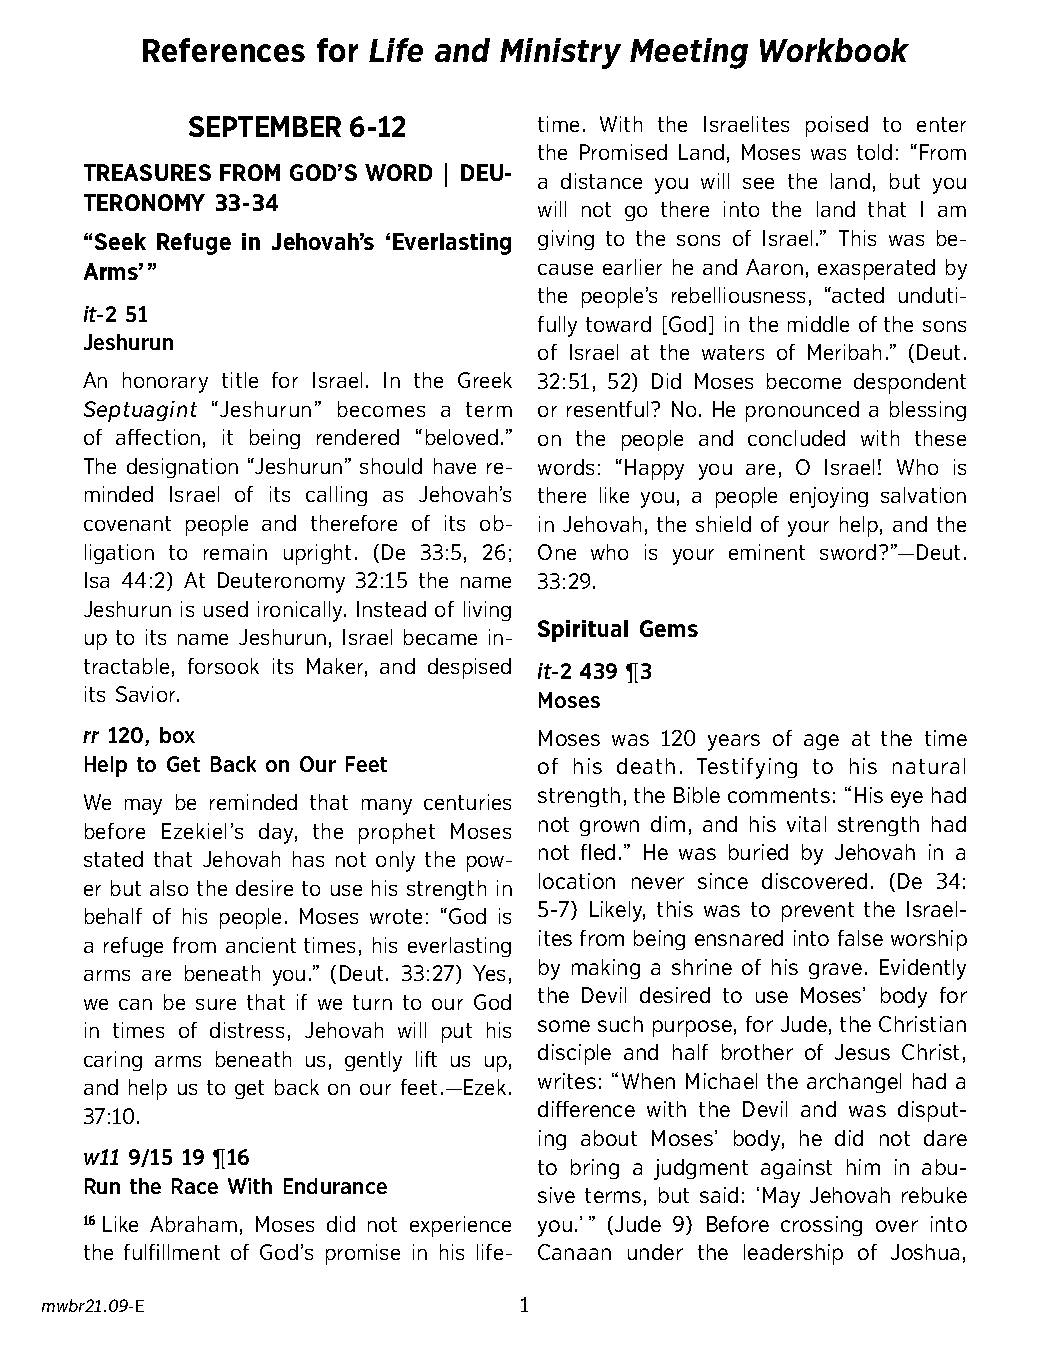 References for Life and Ministry Meeting Workbook
SEPTEMBER 6-12
TREASURES FROM GOD’S WORD | DEU-
TERONOMY 33-34
“Seek Refuge in Jehovah’s ‘Everlasting
Arms’ ”
it-2 51
Jeshurun
An honorary title for Israel. In the Greek
Septuagint “Jeshurun” becomes a term
of affection, it being rendered “beloved.”
The designation “Jeshurun” should have re-
minded Israel of its calling as Jehovah’s
covenant people and therefore of its ob-
ligation to remain upright. (De 33:5, 26;
Isa 44:2) At Deuteronomy 32:15 the name
Jeshurun is used ironically. Instead of living
up to its name Jeshurun, Israel became in-
tractable, forsook its Maker, and despised
its Savior.
rr 120, box
Help to Get Back on Our Feet
We may be reminded that many centuries
before Ezekiel’s day, the prophet Moses
stated that Jehovah has not only the pow-
er but also the desire to use his strength in
behalf of his people. Moses wrote: “God is
a refuge from ancient times, his everlasting
arms are beneath you.” (Deut. 33:27) Yes,
we can be sure that if we turn to our God
in times of distress, Jehovah will put his
caring arms beneath us, gently lift us up,
and help us to get back on our feet.—Ezek.
37:10.
w11 9/15 19 ¶16
Run the Race With Endurance
16 Like Abraham, Moses did not experience
the fulfillment of God’s promise in his life-
time. With the Israelites poised to enter
the Promised Land, Moses was told: “From
a distance you will see the land, but you
will not go there into the land that I am
giving to the sons of Israel.” This was be-
cause earlier he and Aaron, exasperated by
the people’s rebelliousness, “acted unduti-
fully toward [God] in the middle of the sons
of Israel at the waters of Meribah.” (Deut.
32:51, 52) Did Moses become despondent
or resentful? No. He pronounced a blessing
on the people and concluded with these
words: “Happy you are, O Israel! Who is
there like you, a people enjoying salvation
in Jehovah, the shield of your help, and the
One who is your eminent sword?”—Deut.
33:29.
Spiritual Gems
it-2 439 ¶3
Moses
Moses was 120 years of age at the time
of his death. Testifying to his natural
strength, the Bible comments: “His eye had
not grown dim, and his vital strength had
not fled.” He was buried by Jehovah in a
location never since discovered. (De 34:
5-7) Likely, this was to prevent the Israel-
ites from being ensnared into false worship
by making a shrine of his grave. Evidently
the Devil desired to use Moses’ body for
some such purpose, for Jude, the Christian
disciple and half brother of Jesus Christ,
writes: “When Michael the archangel had a
difference with the Devil and was disput-
ing about Moses’ body, he did not dare
to bring a judgment against him in abu-
sive terms, but said: ‘May Jehovah rebuke
you.’ ” (Jude 9) Before crossing over into
Canaan under the leadership of Joshua,
mwbr21.09-E
1